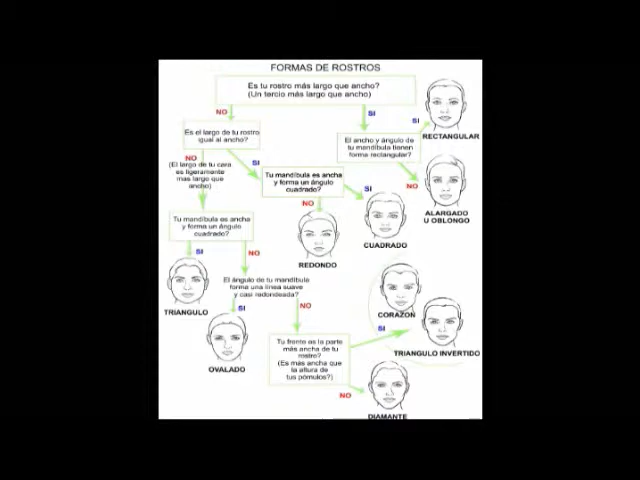 FORMAS DE ROSTROS
Es tu rostro más largo que ancho?
(Un tercio más largo que ancho)
NO
SI
Es el largo de tu rostro
igual al ancho?
El ancho y ángulo de
tu mandíbula tienen
forma rectangular?
SI
RECTANGULAR
NO
(El largo de tu cara
es ligeramente
mas largo que
ancho)
SI
Tu mandíbula es ancha
y forma un ángulo
cuadrado?
SI
NO
ALARGADO
U OBLONGO
NO
CUADRADO
REDONDO
Tu mandíbula es ancha
y forma un ángulo
cuadrado?
SI
NO
TRIANGULO
El ángulo de tu mandíbula
forma una línea suave
y casi redondeada?
SI
NO
OVALADO
CORAZON
SI
TRIANGULO INVERTIDO
Tu frente es la parte
más ancha de tu
(Es más ancha que
la altura de
tus pómulos?)
NO
DIAMANTE